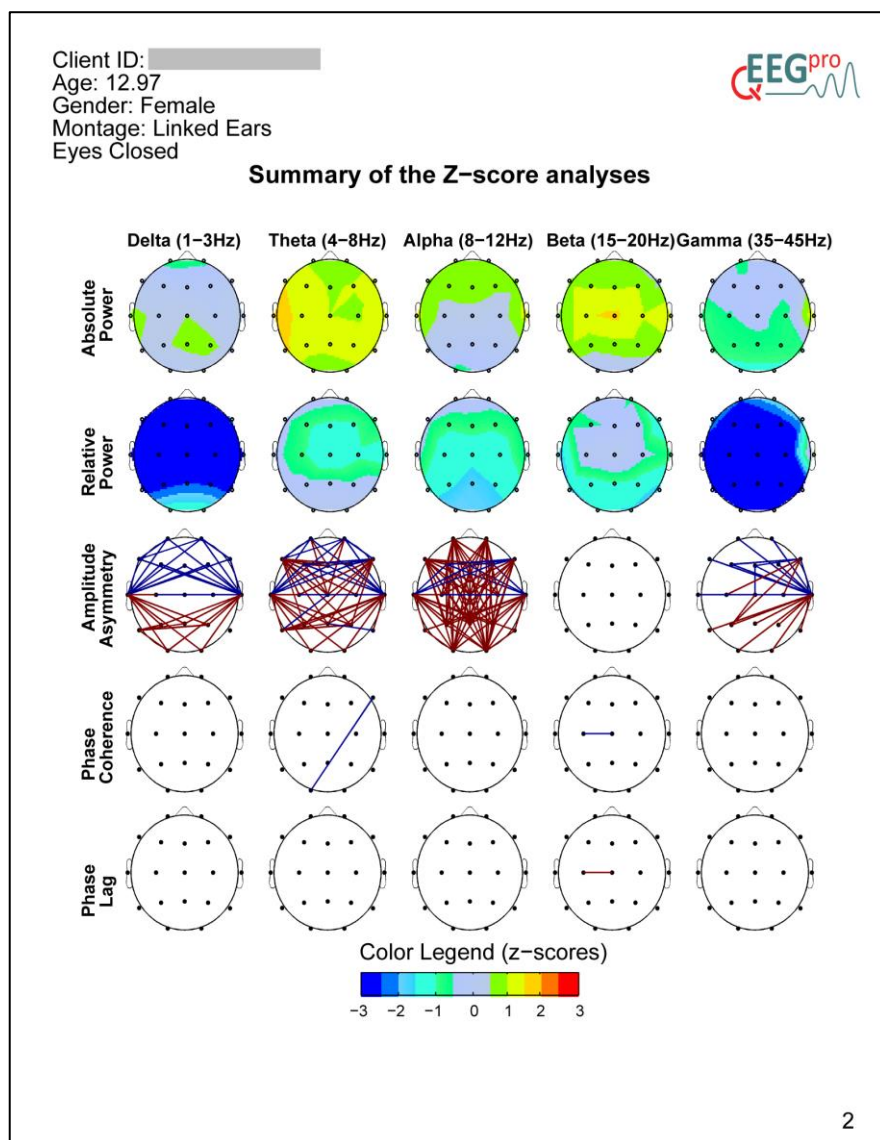 Client ID:
Age: 12.97
Gender: Female
Montage: Linked Ears
Eyes Closed
QEEGpro
Summary of the Z−score analyses
Delta (1−3Hz) Theta (4−8Hz) Alpha (8−12Hz) Beta (15−20Hz) Gamma (35−45Hz)
Absolute
Power
Relative
Power
Amplitude
Asymmetry
Phase
Coherence
Phase
Lag
Color Legend (z−scores)
−3 −2 −1 0 1 2 3
2